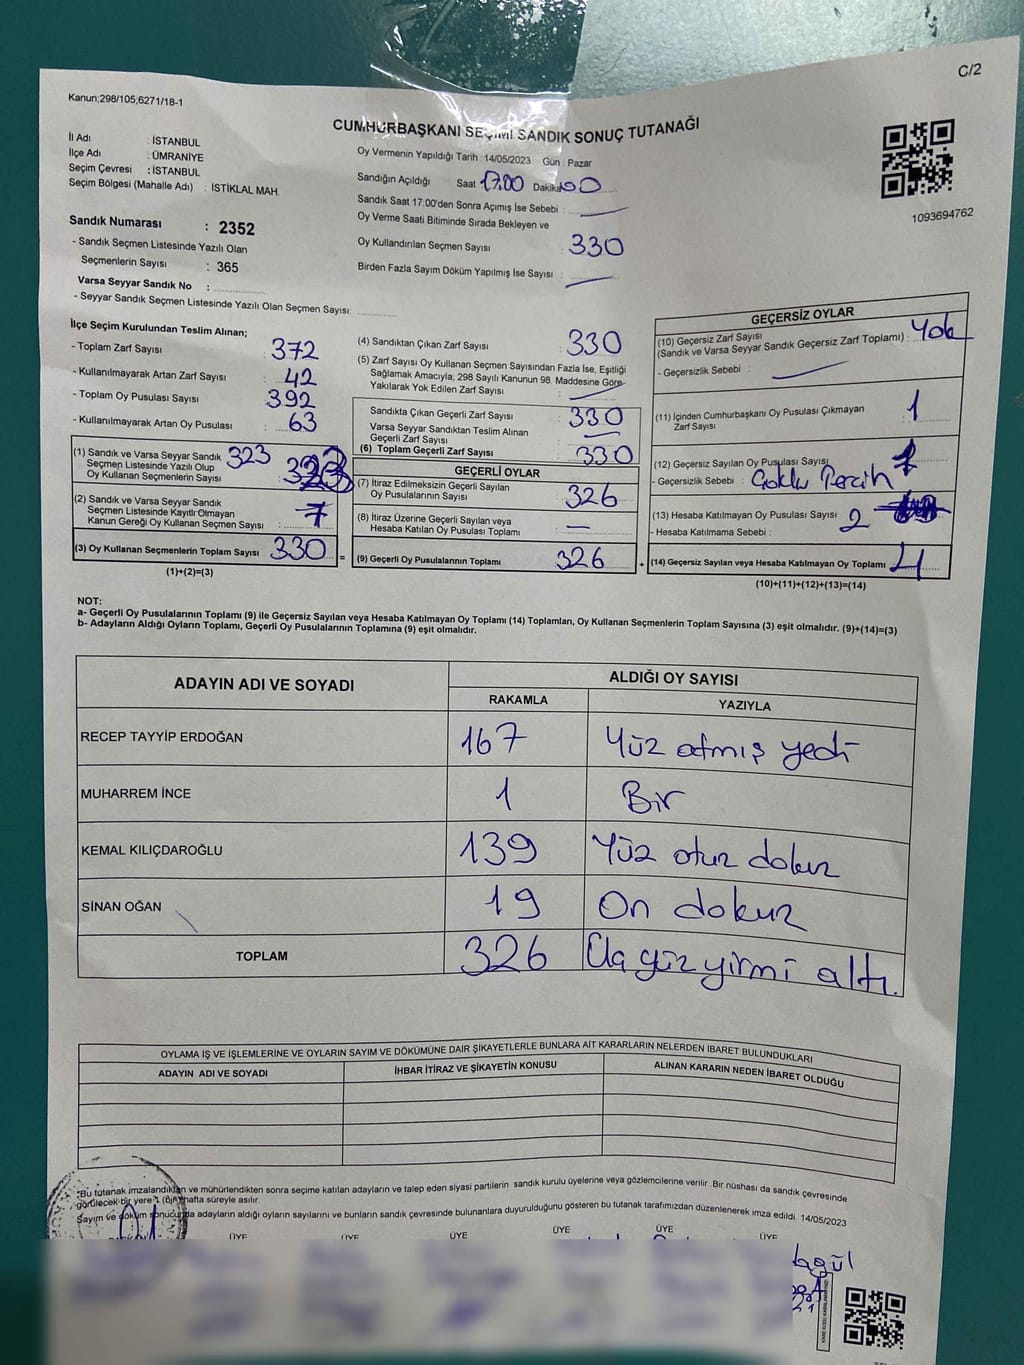 C/2
Kanun;298/105;6271/18-1
CUMHURBAŞKANI SEÇİMİ SANDIK SONUÇ TUTANAĞI
İl Adı : İSTANBUL
İlçe Adı : ÜMRANİYE
Seçim Çevresi : İSTANBUL
Seçim Bölgesi (Mahalle Adı) : İSTİKLAL MAH.
Sandık Numarası : 2352
- Sandık Seçmen Listesinde Yazılı Olan
Seçmenlerin Sayısı : 365
Varsa Seyyar Sandık No :
- Seyyar Sandık Seçmen Listesinde Yazılı Olan Seçmen Sayısı:
Oy Vermenin Yapıldığı Tarih : 14/05/2023 Gün : Pazar
Sandığın Açıldığı Saat 17.00 Dakika 00
Sandık Saat 17:00'den Sonra Açımış İse Sebebi :
Oy Verme Saati Bitiminde Sırada Bekleyen ve
Oy Kullandırılan Seçmen Sayısı : 330
Birden Fazla Sayım Döküm Yapılmış İse Sayısı :
1093694762
İlçe Seçim Kurulundan Teslim Alınan;
- Toplam Zarf Sayısı : 372
- Kullanılmayarak Artan Zarf Sayısı : 42
- Toplam Oy Pusulası Sayısı : 392
- Kullanılmayarak Artan Oy Pusulası : 63
(1) Sandık ve Varsa Seyyar Sandık 323
Seçmen Listesinde Yazılı Olup
Oy Kullanan Seçmenlerin Sayısı :
(2) Sandık ve Varsa Seyyar Sandık
Seçmen Listesinde Kayıtlı Olmayan
Kanun Gereği Oy Kullanan Seçmen Sayısı : 7
(3) Oy Kullanan Seçmenlerin Toplam Sayısı : 330 =
(1)+(2)=(3)
(4) Sandıktan Çıkan Zarf Sayısı : 330
(5) Zarf Sayısı Oy Kullanan Seçmen Sayısından Fazla İse, Eşitliği
Sağlamak Amacıyla, 298 Sayılı Kanunun 98. Maddesine Göre
Yakılarak Yok Edilen Zarf Sayısı :
Sandıkta Çıkan Geçerli Zarf Sayısı : 330
Varsa Seyyar Sandıktan Teslim Alınan
Geçerli Zarf Sayısı :
(6) Toplam Geçerli Zarf Sayısı : 330
GEÇERLİ OYLAR
(7) İtiraz Edilmeksizin Geçerli Sayılan
Oy Pusulalarının Sayısı : 326
(8) İtiraz Üzerine Geçerli Sayılan veya
Hesaba Katılan Oy Pusulası Toplamı : —
(9) Geçerli Oy Pusulalarının Toplamı : 326 +
GEÇERSİZ OYLAR
(10) Geçersiz Zarf Sayısı
(Sandık ve Varsa Seyyar Sandık Geçersiz Zarf Toplamı) : Yok
- Geçersizlik Sebebi :
(11) İçinden Cumhurbaşkanı Oy Pusulası Çıkmayan
Zarf Sayısı : 1
(12) Geçersiz Sayılan Oy Pusulası Sayısı : 1
- Geçersizlik Sebebi : Çoklu Tercih
(13) Hesaba Katılmayan Oy Pusulası Sayısı : 2
- Hesaba Katılmama Sebebi :
(14) Geçersiz Sayılan veya Hesaba Katılmayan Oy Toplamı : 4
(10)+(11)+(12)+(13)=(14)
NOT:
a- Geçerli Oy Pusulalarının Toplamı (9) ile Geçersiz Sayılan veya Hesaba Katılmayan Oy Toplamı (14) Toplamları, Oy Kullanan Seçmenlerin Toplam Sayısına (3) eşit olmalıdır. (9)+(14)=(3)
b- Adayların Aldığı Oyların Toplamı, Geçerli Oy Pusulalarının Toplamına (9) eşit olmalıdır.
ADAYIN ADI VE SOYADI ALDIĞI OY SAYISI
RAKAMLA YAZIYLA
RECEP TAYYİP ERDOĞAN 167 Yüz atmış yedi
MUHARREM İNCE 1 Bir
KEMAL KILIÇDAROĞLU 139 Yüz otuz dokuz
SİNAN OĞAN 19 On dokuz
TOPLAM 326 Üç yüz yirmi altı.
OYLAMA İŞ VE İŞLEMLERİNE VE OYLARIN SAYIM VE DÖKÜMÜNE DAİR ŞİKAYETLERLE BUNLARA AİT KARARLARIN NELERDEN İBARET BULUNDUKLARI
ADAYIN ADI VE SOYADI İHBAR İTİRAZ VE ŞİKAYETİN KONUSU ALINAN KARARIN NEDEN İBARET OLDUĞU
"Bu tutanak imzalandıktan ve mühürlendikten sonra seçime katılan adayların ve talep eden siyasi partilerin sandık kurulu üyelerine veya gözlemcilerine verilir. Bir nüshası da sandık çevresinde
görülecek bir yere 1 (bir) hafta süreyle asılır.
Sayım ve döküm sonucunda adayların aldığı oyların sayılarını ve bunların sandık çevresinde bulunanlara duyurulduğunu gösteren bu tutanak tarafımızdan düzenlenerek imza edildi. 14/05/2023
ÜYE ÜYE ÜYE ÜYE ÜYE ÜYE